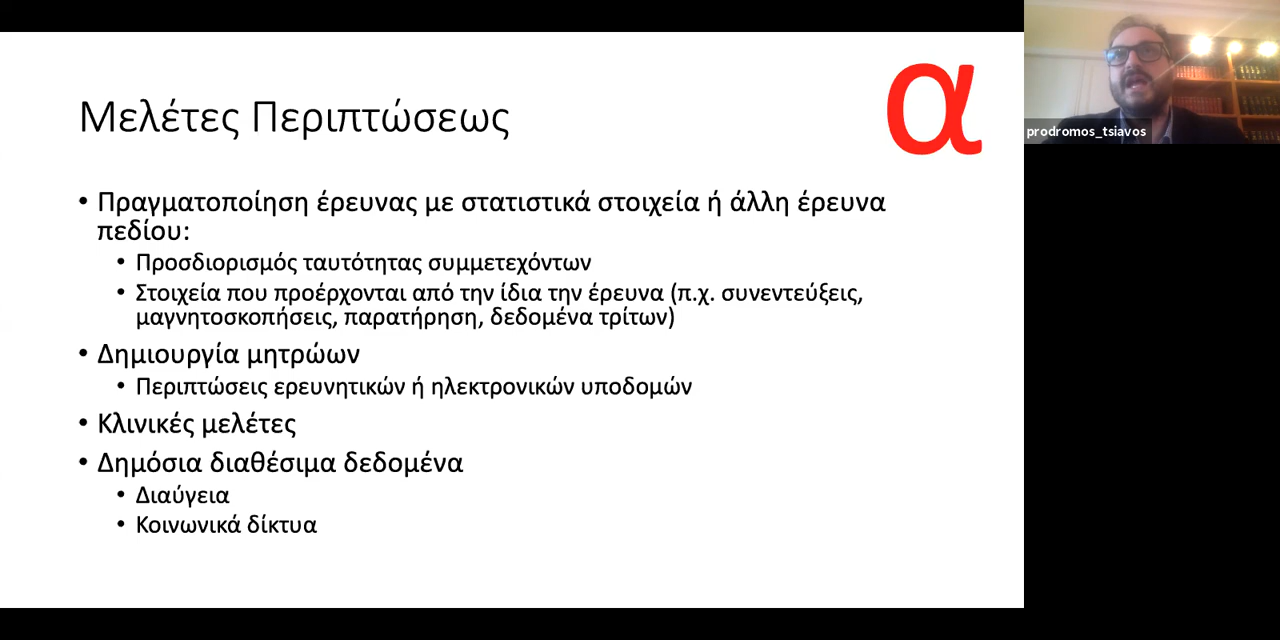 α
Μελέτες Περιπτώσεως
• Πραγματοποίηση έρευνας με στατιστικά στοιχεία ή άλλη έρευνα
πεδίου:
• Προσδιορισμός ταυτότητας συμμετεχόντων
• Στοιχεία που προέρχονται από την ίδια την έρευνα (π.χ. συνεντεύξεις,
μαγνητοσκοπήσεις, παρατήρηση, δεδομένα τρίτων)
• Δημιουργία μητρώων
• Περιπτώσεις ερευνητικών ή ηλεκτρονικών υποδομών
• Κλινικές μελέτες
• Δημόσια διαθέσιμα δεδομένα
• Διαύγεια
• Κοινωνικά δίκτυα
prodromos_tsiavos